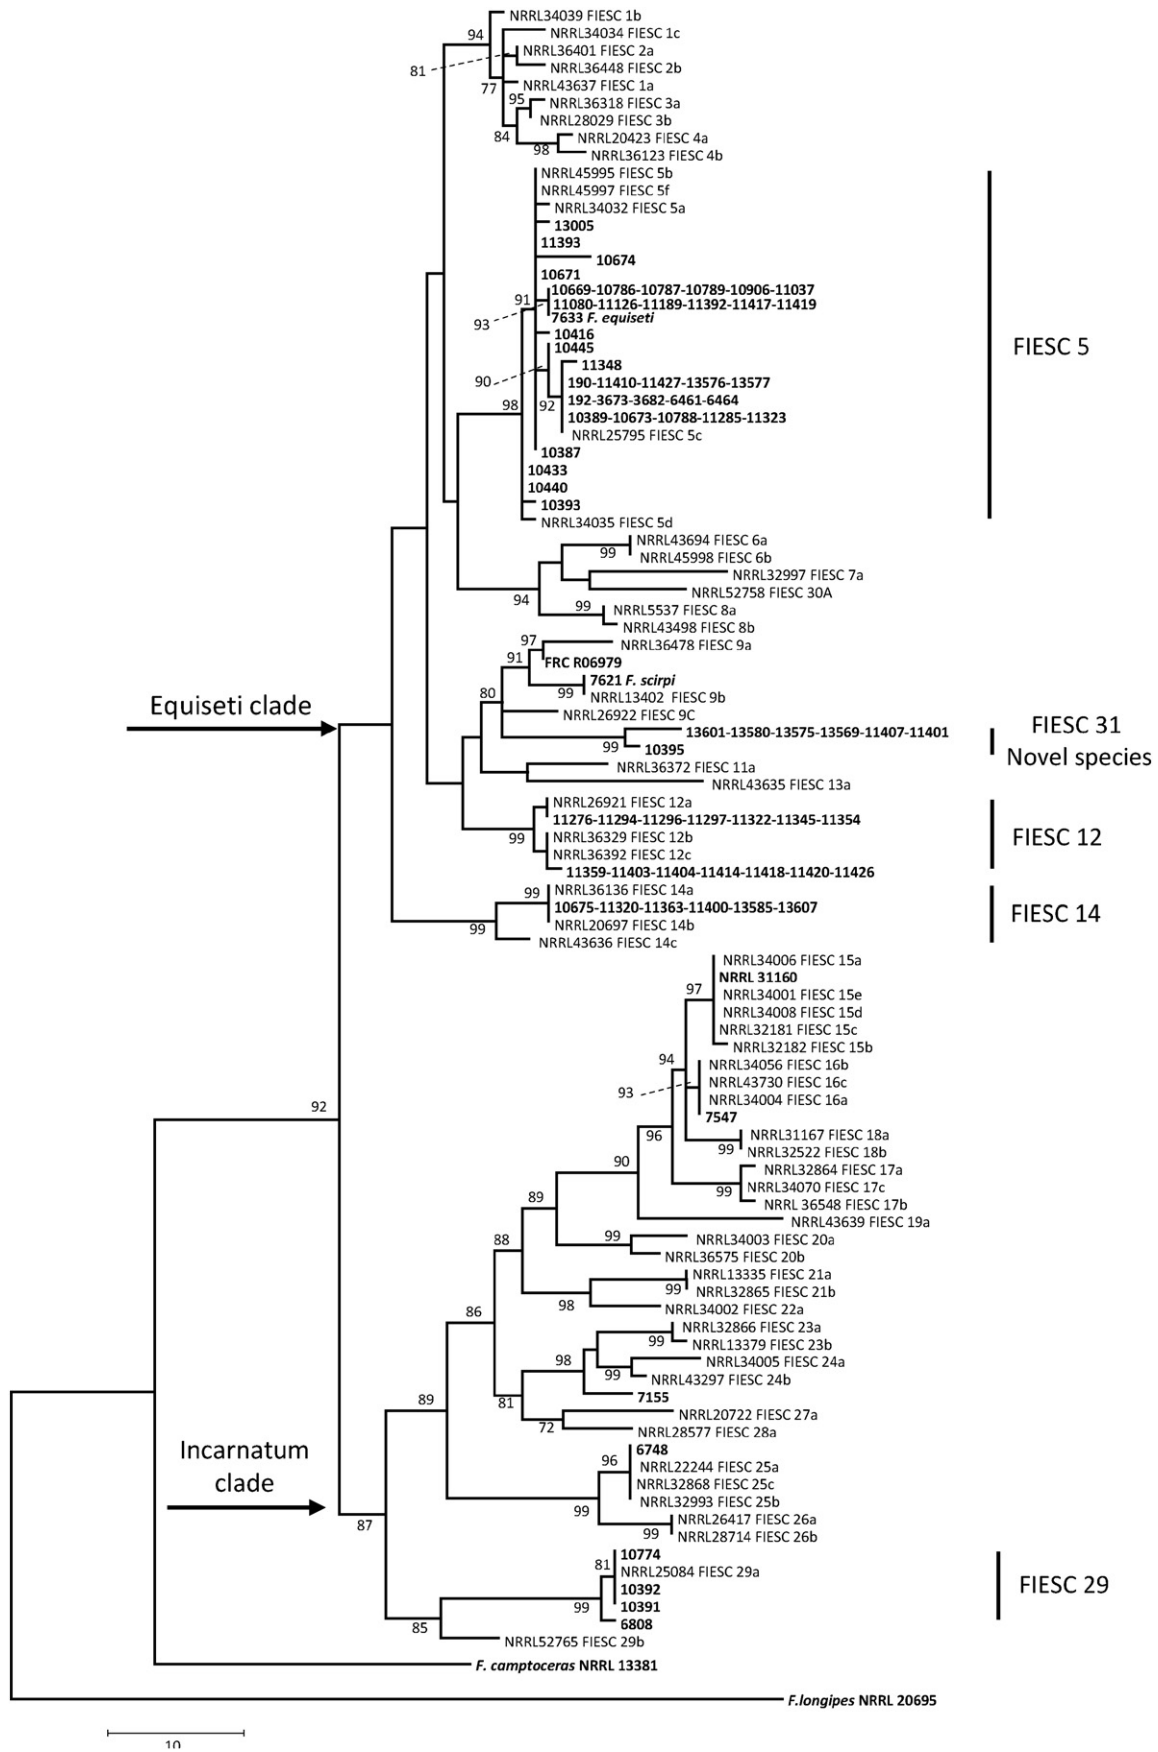 NRRL34039 FIESC 1b
94
NRRL34034 FIESC 1c
NRRL36401 FIESC 2a
81
NRRL36448 FIESC 2b
77
NRRL43637 FIESC 1a
95
NRRL36318 FIESC 3a
NRRL28029 FIESC 3b
84
NRRL20423 FIESC 4a
98
NRRL36123 FIESC 4b
NRRL45995 FIESC 5b
NRRL45997 FIESC 5f
NRRL34032 FIESC 5a
13005
11393
10674
10671
10669-10786-10787-10789-10906-11037
91
11080-11126-11189-11392-11417-11419
93
7633 F. equiseti
10416
10445
FIESC 5
11348
90
190-11410-11427-13576-13577
192-3673-3682-6461-6464
98
92
10389-10673-10788-11285-11323
NRRL25795 FIESC 5c
10387
10433
10440
10393
NRRL34035 FIESC 5d
NRRL43694 FIESC 6a
99
NRRL45998 FIESC 6b
NRRL32997 FIESC 7a
NRRL52758 FIESC 30A
94
99
NRRL5537 FIESC 8a
NRRL43498 FIESC 8b
97
NRRL36478 FIESC 9a
91
FRC R06979
7621 F. scirpi
99
NRRL13402 FIESC 9b
80
Equiseti clade
NRRL26922 FIESC 9C
13601-13580-13575-13569-11407-11401
FIESC 31
99
10395
Novel species
NRRL36372 FIESC 11a
NRRL43635 FIESC 13a
NRRL26921 FIESC 12a
11276-11294-11296-11297-11322-11345-11354
99
NRRL36329 FIESC 12b
FIESC 12
NRRL36392 FIESC 12c
11359-11403-11404-11414-11418-11420-11426
99
NRRL36136 FIESC 14a
10675-11320-11363-11400-13585-13607
FIESC 14
99
NRRL20697 FIESC 14b
NRRL43636 FIESC 14c
NRRL34006 FIESC 15a
NRRL 31160
97
NRRL34001 FIESC 15e
NRRL34008 FIESC 15d
NRRL32181 FIESC 15c
NRRL32182 FIESC 15b
94
NRRL34056 FIESC 16b
NRRL43730 FIESC 16c
93
NRRL34004 FIESC 16a
7547
92
96
NRRL31167 FIESC 18a
99
NRRL32522 FIESC 18b
90
NRRL32864 FIESC 17a
99
NRRL34070 FIESC 17c
NRRL 36548 FIESC 17b
89
NRRL43639 FIESC 19a
99
NRRL34003 FIESC 20a
88
NRRL36575 FIESC 20b
NRRL13335 FIESC 21a
99
NRRL32865 FIESC 21b
98
NRRL34002 FIESC 22a
86
NRRL32866 FIESC 23a
99
NRRL13379 FIESC 23b
98
NRRL34005 FIESC 24a
99
NRRL43297 FIESC 24b
7155
89
81
NRRL20722 FIESC 27a
72
NRRL28577 FIESC 28a
Incarnatum
clade
6748
96
NRRL22244 FIESC 25a
NRRL32868 FIESC 25c
NRRL32993 FIESC 25b
99
NRRL26417 FIESC 26a
87
99
NRRL28714 FIESC 26b
10774
81
NRRL25084 FIESC 29a
10392
FIESC 29
99
10391
85
6808
NRRL52765 FIESC 29b
F. camptoceras NRRL 13381
F.longipes NRRL 20695
10